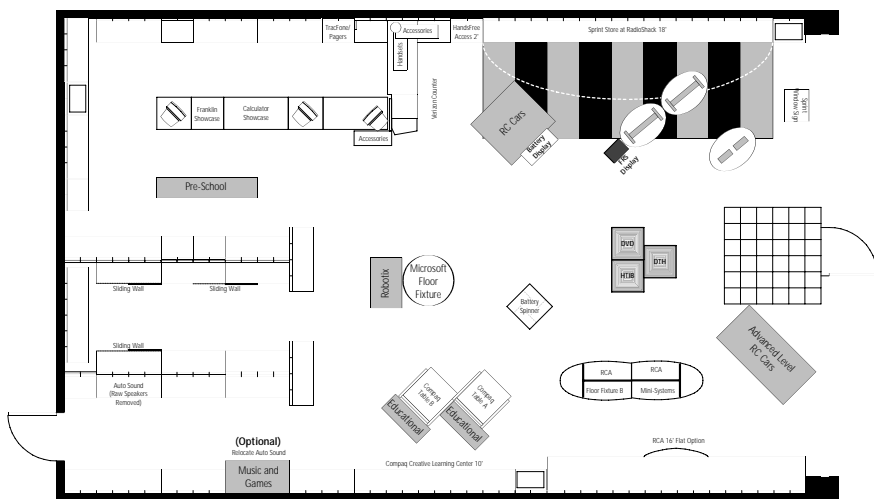 TracFone/
Pagers
Accessories
HandsFree
Access 2'
Sprint Store at RadioShack 18'
Handsets
Verizon Counter
Sprint
Window Sign
Franklin
Showcase
Calculator
Showcase
Accessories
RC Cars
Battery
Display
FRS
Display
Pre-School
DVD
DTH
HTIB
Sliding Wall
Sliding Wall
Robotix
Microsoft
Floor
Fixture
Battery
Spinner
Sliding Wall
Advanced Level
RC Cars
RCA
RCA
Floor Fixture B
Mini-Systems
Auto Sound
(Raw Speakers
Removed)
Compaq
Table B
Compaq
Table A
Educational
Educational
(Optional)
Relocate Auto Sound
Music and
Games
Compaq Creative Learning Center 10'
RCA 16' Flat Option